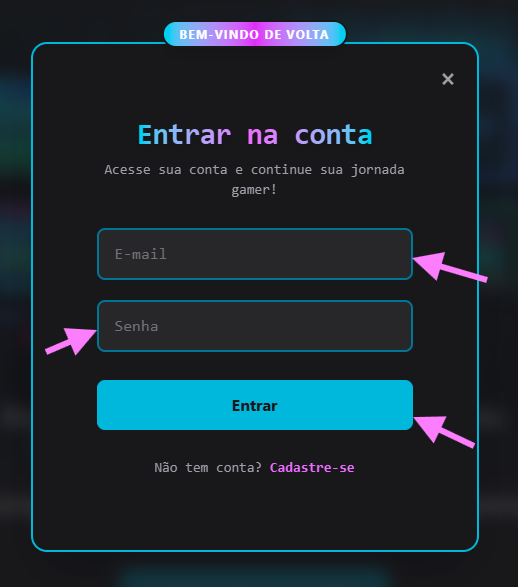 BEM-VINDO DE VOLTA
×
Entrar na conta
Acesse sua conta e continue sua jornada
gamer!
E-mail
Senha
Entrar
Não tem conta? Cadastre-se